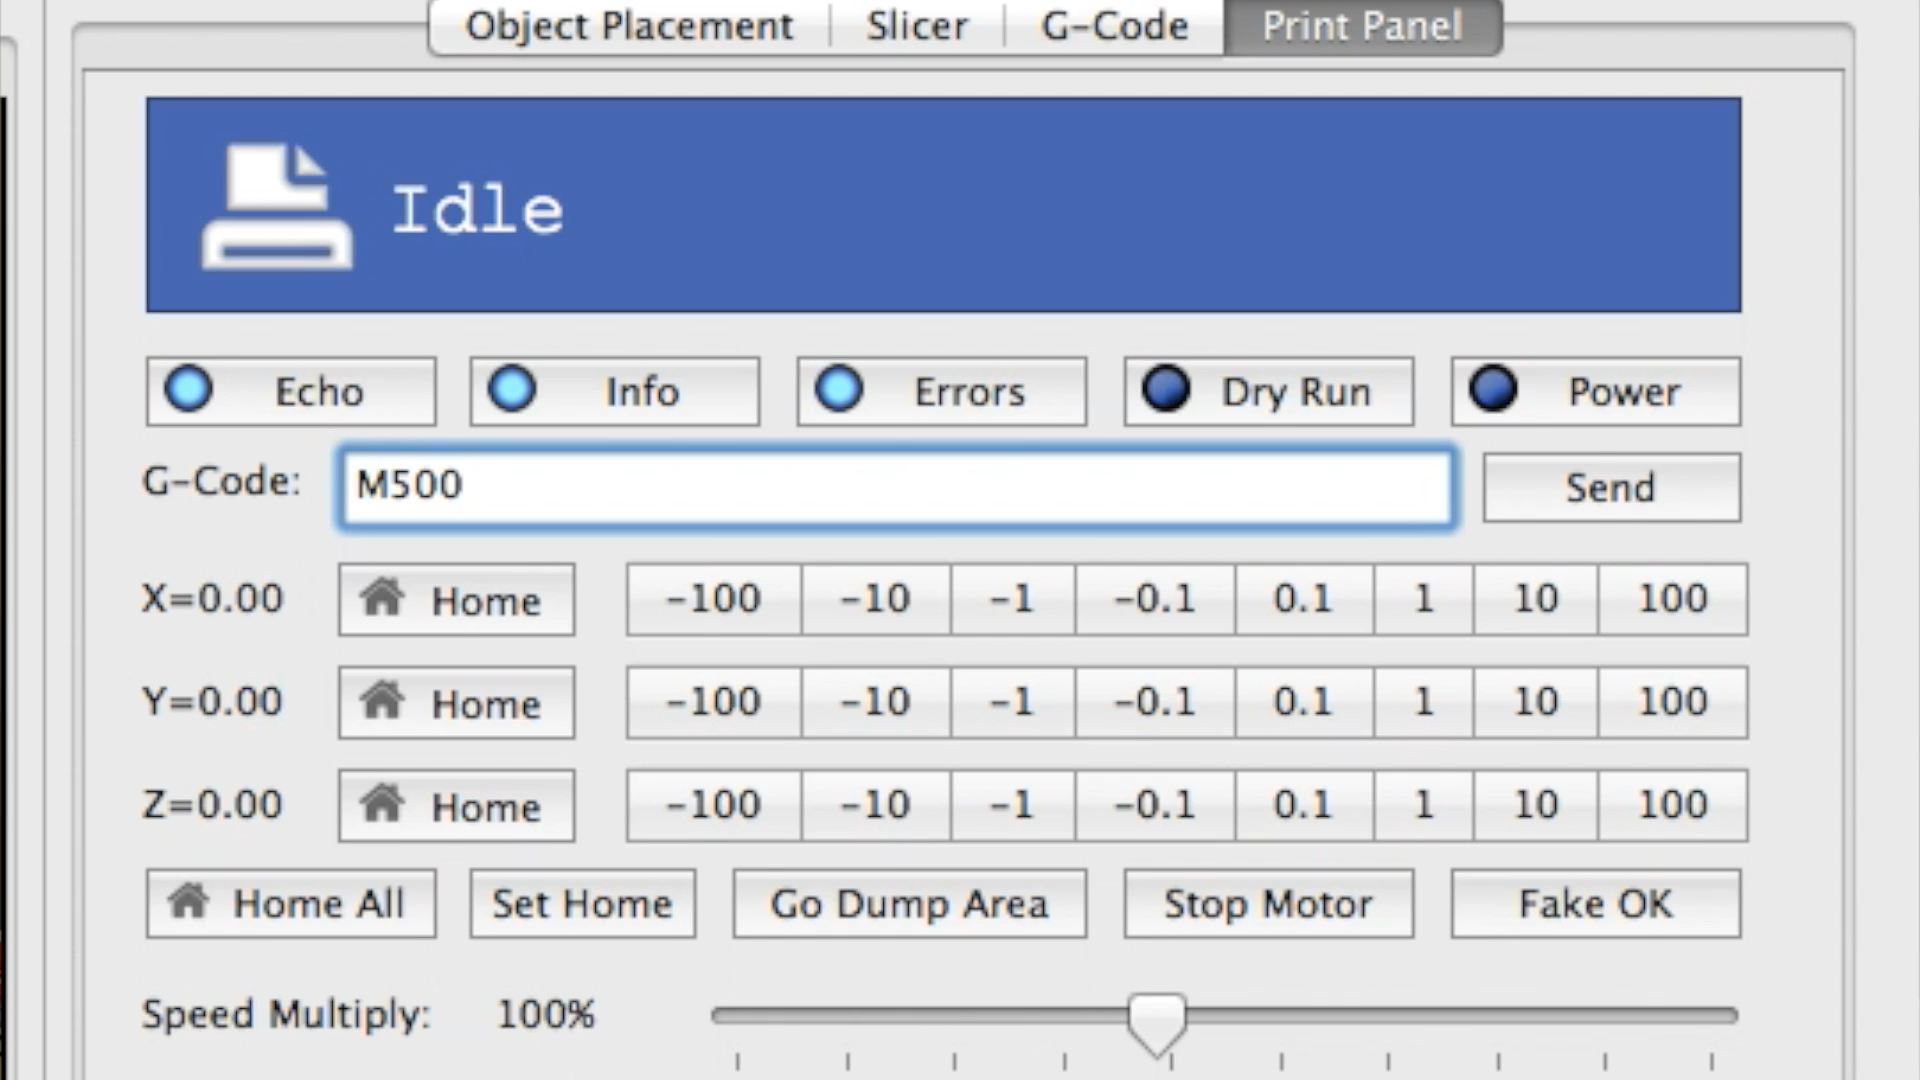 Object Placement Slicer G-Code Print Panel
Idle
Echo Info Errors Dry Run Power
G-Code: M500 Send
X=0.00 Home -100 -10 -1 -0.1 0.1 1 10 100
Y=0.00 Home -100 -10 -1 -0.1 0.1 1 10 100
Z=0.00 Home -100 -10 -1 -0.1 0.1 1 10 100
Home All Set Home Go Dump Area Stop Motor Fake OK
Speed Multiply: 100%